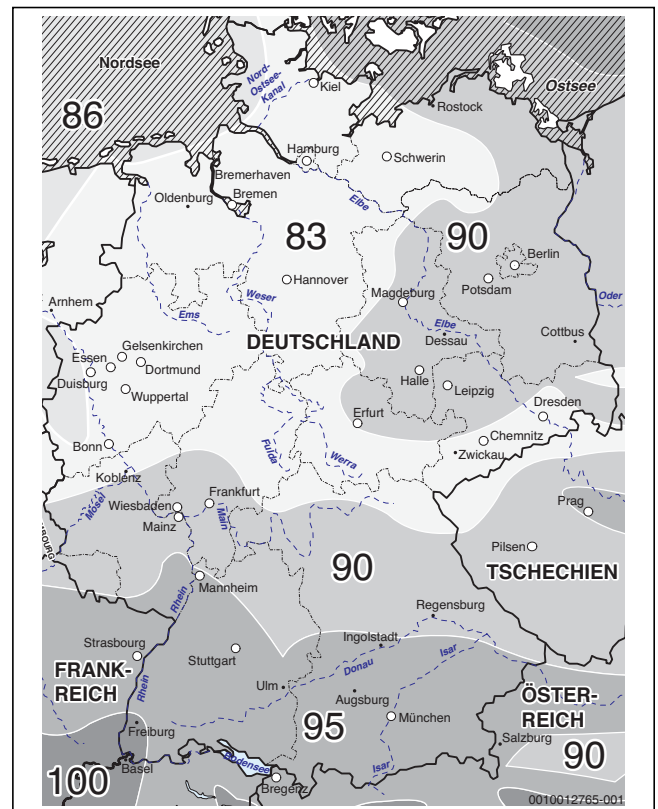 Nordsee
Nord-
Ostsee-
Kanal
Kiel
Ostsee
86
Rostock
Hamburg
Schwerin
Bremerhaven
Bremen
Oldenburg
Elbe
83
90
Berlin
Hannover
Potsdam
Weser
Magdeburg
Oder
Arnhem
Ems
Elbe
DEUTSCHLAND
Dessau
Cottbus
Gelsenkirchen
Essen
Dortmund
Duisburg
Halle
Leipzig
Wuppertal
Erfurt
Dresden
Bonn
Fulda
Werra
Chemnitz
Zwickau
Koblenz
Mosel
Wiesbaden
Frankfurt
Mainz
Main
Prag
BOURG
Pilsen
90
TSCHECHIEN
Mannheim
Rhein
Regensburg
Strasbourg
Stuttgart
Ingolstadt
Isar
FRANK-
REICH
Rhein
Donau
Ulm
Augsburg
ÖSTER-
REICH
Freiburg
95
München
Salzburg
90
Basel
Bodensee
Isar
100
Bregenz
0010012765-001